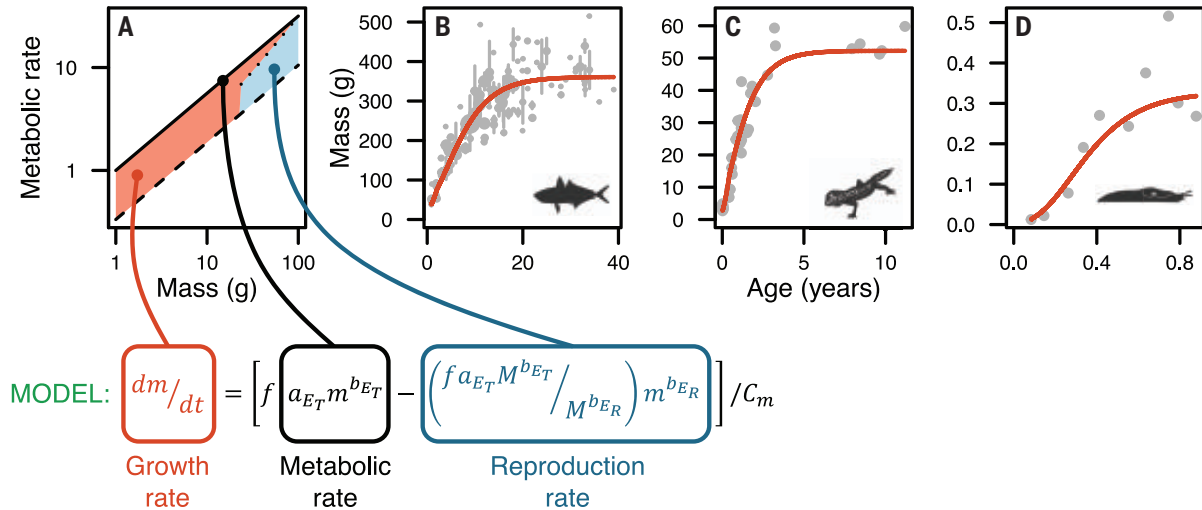 A
Metabolic rate
10
1
1
10
100
Mass (g)
B
Mass (g)
500
400
300
200
100
0
0
20
40
C
60
50
40
30
20
10
0
0
5
10
Age (years)
D
0.5
0.4
0.3
0.2
0.1
0.0
0.0
0.4
0.8
MODEL: dm/dt = [f a_{E_T} m^{b_{E_T}} − (f a_{E_T} M^{b_{E_T}} / M^{b_{E_R}}) m^{b_{E_R}}] /C_m
Growth rate
Metabolic rate
Reproduction rate